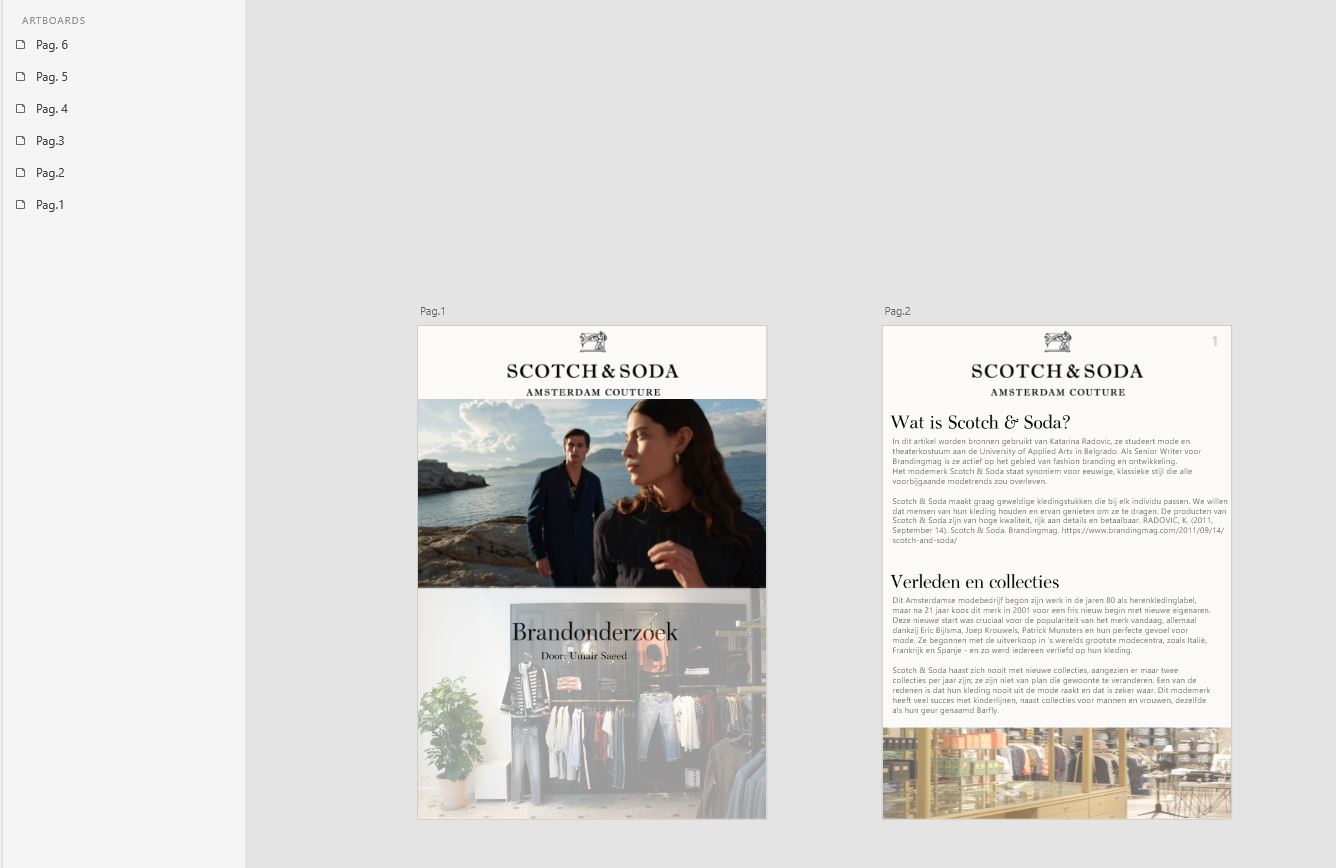 ARTBOARDS
Pag. 6
Pag. 5
Pag. 4
Pag.3
Pag.2
Pag.1
Pag.1
SCOTCH & SODA
AMSTERDAM COUTURE
Brandonderzoek
Door: Umair Saeed
Pag.2
1
SCOTCH & SODA
AMSTERDAM COUTURE
Wat is Scotch & Soda?
In dit artikel worden bronnen gebruikt van Katarina Radovic, ze studeert mode en
theaterkostuum aan de University of Applied Arts in Belgrado. Als Senior Writer voor
Brandingmag is ze actief op het gebied van fashion branding en ontwikkeling.
Het modemerk Scotch & Soda staat synoniem voor eeuwige, klassieke stijl die alle
voorbijgaande modetrends zou overleven.
Scotch & Soda maakt graag geweldige kledingstukken die bij elk individu passen. We willen
dat mensen van hun kleding houden en ervan genieten om ze te dragen. De producten van
Scotch & Soda zijn van hoge kwaliteit, rijk aan details en betaalbaar. RADOVIC, K. (2011,
September 14). Scotch & Soda. Brandingmag. https://www.brandingmag.com/2011/09/14/
scotch-and-soda/
Verleden en collecties
Dit Amsterdamse modebedrijf begon zijn werk in de jaren 80 als herenkledinglabel,
maar na 21 jaar koos dit merk in 2001 voor een fris nieuw begin met nieuwe eigenaren.
Deze nieuwe start was cruciaal voor de populariteit van het merk vandaag, allemaal
dankzij Eric Bijlsma, Joep Krouwels, Patrick Munsters en hun perfecte gevoel voor
mode. Ze begonnen met de uitverkoop in 's werelds grootste modecentra, zoals Italië,
Frankrijk en Spanje - en zo werd iedereen verliefd op hun kleding.
Scotch & Soda haast zich nooit met nieuwe collecties, aangezien er maar twee
collecties per jaar zijn; ze zijn niet van plan die gewoonte te veranderen. Een van de
redenen is dat hun kleding nooit uit de mode raakt en dat is zeker waar. Dit modemerk
heeft veel succes met kinderlijnen, naast collecties voor mannen en vrouwen, dezelfde
als hun geur genaamd Barfly.